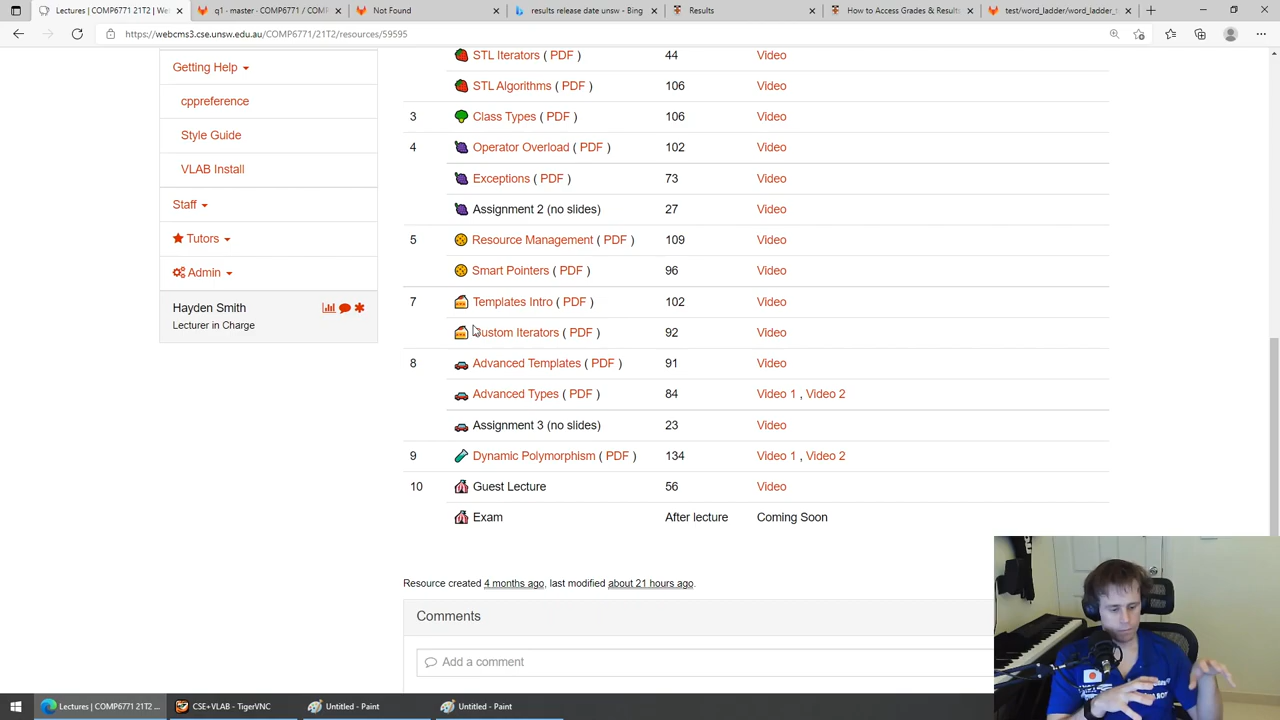 Lectures | COMP6771 21T2 | We
q1 · master · COMP6771 / COM
Not Found
results release date unsw - Bing
Results
How to Access Grades & Result
test/word_ladder/word_ladder_t
https://webcms3.cse.unsw.edu.au/COMP6771/21T2/resources/59595
Getting Help
cppreference
Style Guide
VLAB Install
Staff
Tutors
Admin
Hayden Smith
Lecturer in Charge
STL Iterators ( PDF ) 44 Video
STL Algorithms ( PDF ) 106 Video
3 Class Types ( PDF ) 106 Video
4 Operator Overload ( PDF ) 102 Video
Exceptions ( PDF ) 73 Video
Assignment 2 (no slides) 27 Video
5 Resource Management ( PDF ) 109 Video
Smart Pointers ( PDF ) 96 Video
7 Templates Intro ( PDF ) 102 Video
Custom Iterators ( PDF ) 92 Video
8 Advanced Templates ( PDF ) 91 Video
Advanced Types ( PDF ) 84 Video 1 , Video 2
Assignment 3 (no slides) 23 Video
9 Dynamic Polymorphism ( PDF ) 134 Video 1 , Video 2
10 Guest Lecture 56 Video
Exam After lecture Coming Soon
Resource created 4 months ago, last modified about 21 hours ago.
Comments
Add a comment
Lectures | COMP6771 21T2 ...
CSE+VLAB - TigerVNC
Untitled - Paint
Untitled - Paint